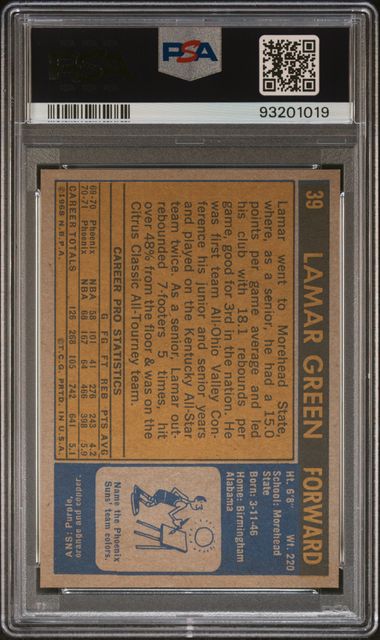 PSA
93201019
39 LAMAR GREEN FORWARD
Lamar went to Morehead State
where, as a senior, he had a 15.0
points per game average and led
his club with 18.1 rebounds per
game good for 3rd in the nation. He
was first team All-Ohio Valley Con-
ference his junior and senior years
and played on the Kentucky All-Star
team twice. As a senior, Lamar out-
rebounded 7-footers 5 times, hit
over 48% from the floor & was on the
Citrus Classic All-Tourney team.
CAREER PRO STATISTICS
G FG FT REB PTS AVG
69-70 Phoenix NBA 58 101 41 276 243 4.2
70-71 Phoenix NBA 68 167 64 466 398 5.9
CAREER TOTALS 126 268 105 742 641 5.1
©1968 N.B.P.A. ©T.C.G. PRTD. IN U.S.A.
Ht. 6'8" Wt. 220
School: Morehead
State
Born: 3-11-46
Home: Birmingham
Alabama
Name the Phoenix
Suns' team colors.
ANS: Purple,
orange and copper.